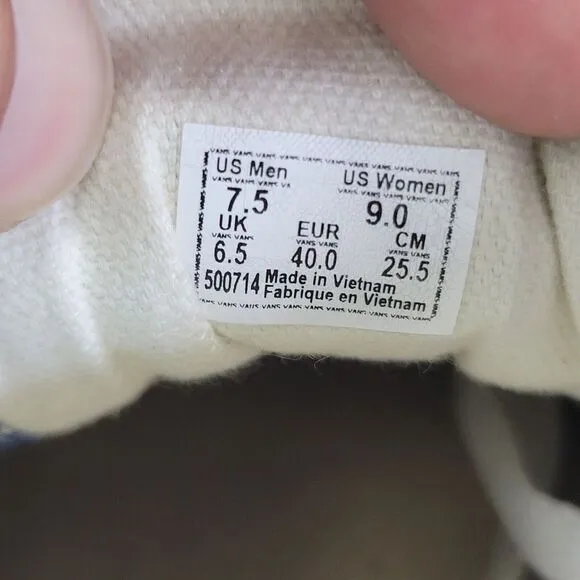 US Men US Women
7.5 9.0
UK EUR CM
6.5 40.0 25.5
500714 Made in Vietnam
Fabrique en Vietnam